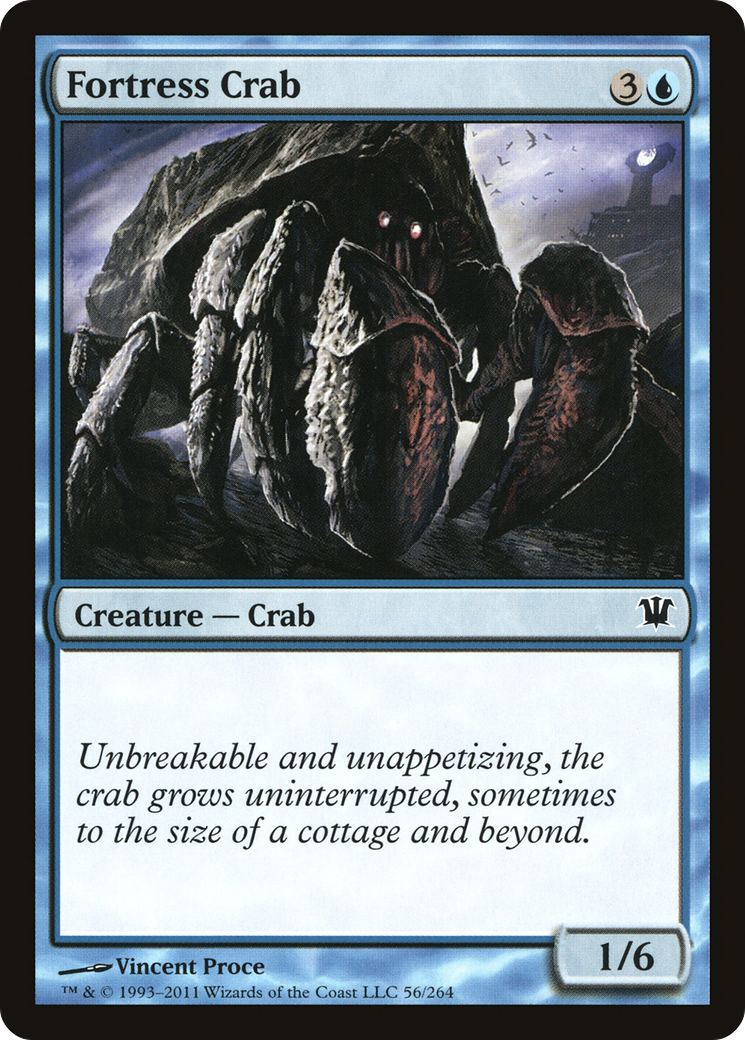 Fortress Crab 3
Creature — Crab
Unbreakable and unappetizing, the
crab grows uninterrupted, sometimes
to the size of a cottage and beyond.
1/6
Vincent Proce
™ & © 1993–2011 Wizards of the Coast LLC 56/264